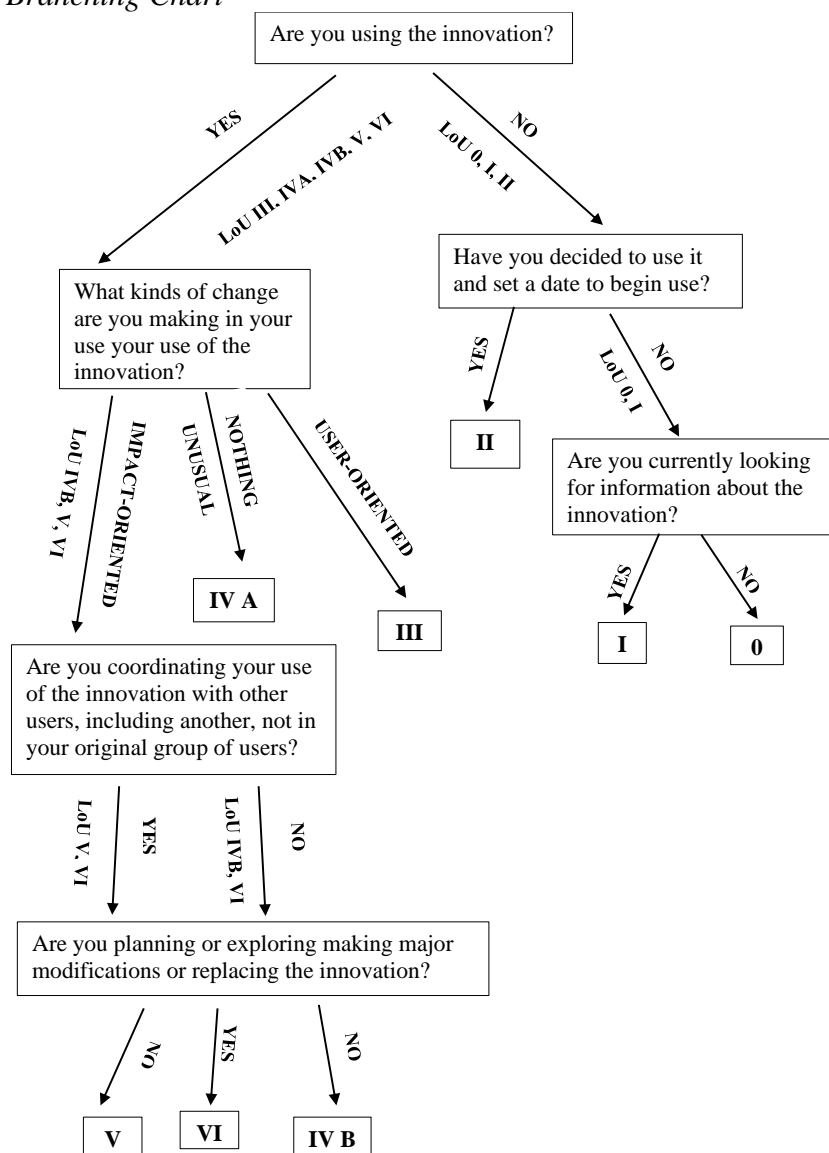 Branching Chart
Are you using the innovation?
YES
LoU III. IVA. IVB. V. VI
NO
LoU 0, I, II
Have you decided to use it
and set a date to begin use?
What kinds of change
are you making in your
use your use of the
innovation?
YES
NO
LoU 0, I
II
Are you currently looking
for information about the
innovation?
LoU IVB, V, VI
IMPACT-ORIENTED
NOTHING
UNUSUAL
USER-ORIENTED
YES
NO
IV A
III
I
0
Are you coordinating your use
of the innovation with other
users, including another, not in
your original group of users?
LoU V. VI
YES
LoU IVB, VI
NO
Are you planning or exploring making major
modifications or replacing the innovation?
NO
YES
NO
V
VI
IV B